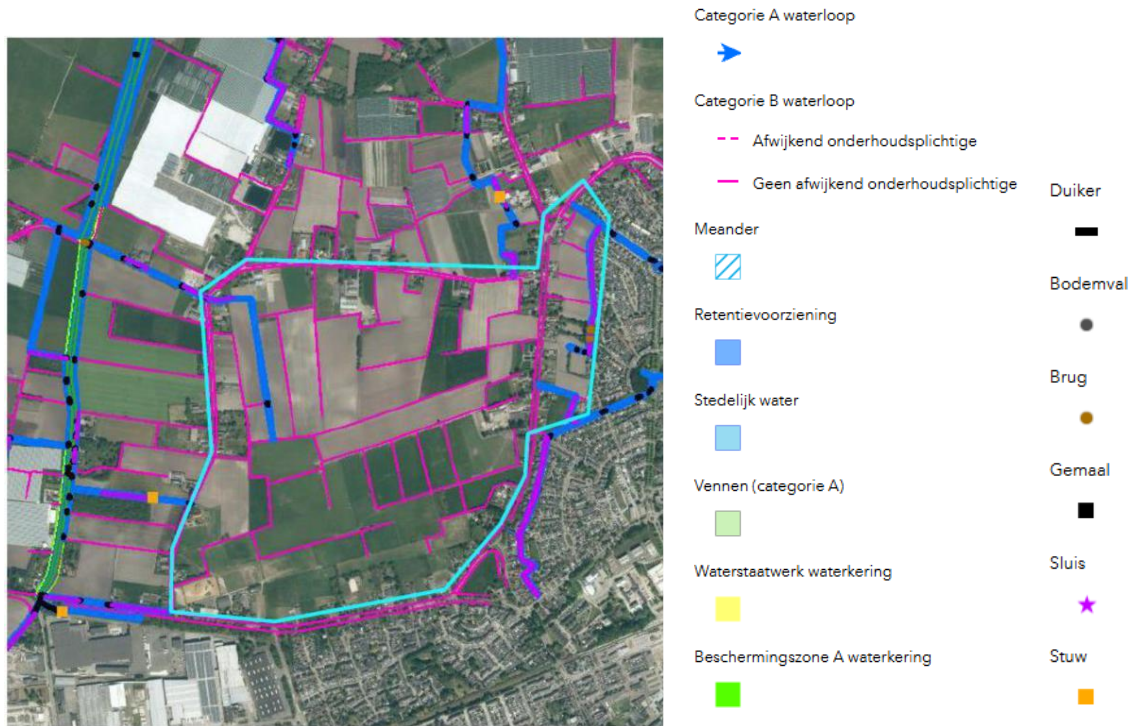 Categorie A waterloop
Categorie B waterloop
Afwijkend onderhoudsplichtige
Geen afwijkend onderhoudsplichtige
Meander
Retentievoorziening
Stedelijk water
Vennen (categorie A)
Waterstaatwerk waterkering
Beschermingszone A waterkering
Duiker
Bodemval
Brug
Gemaal
Sluis
Stuw